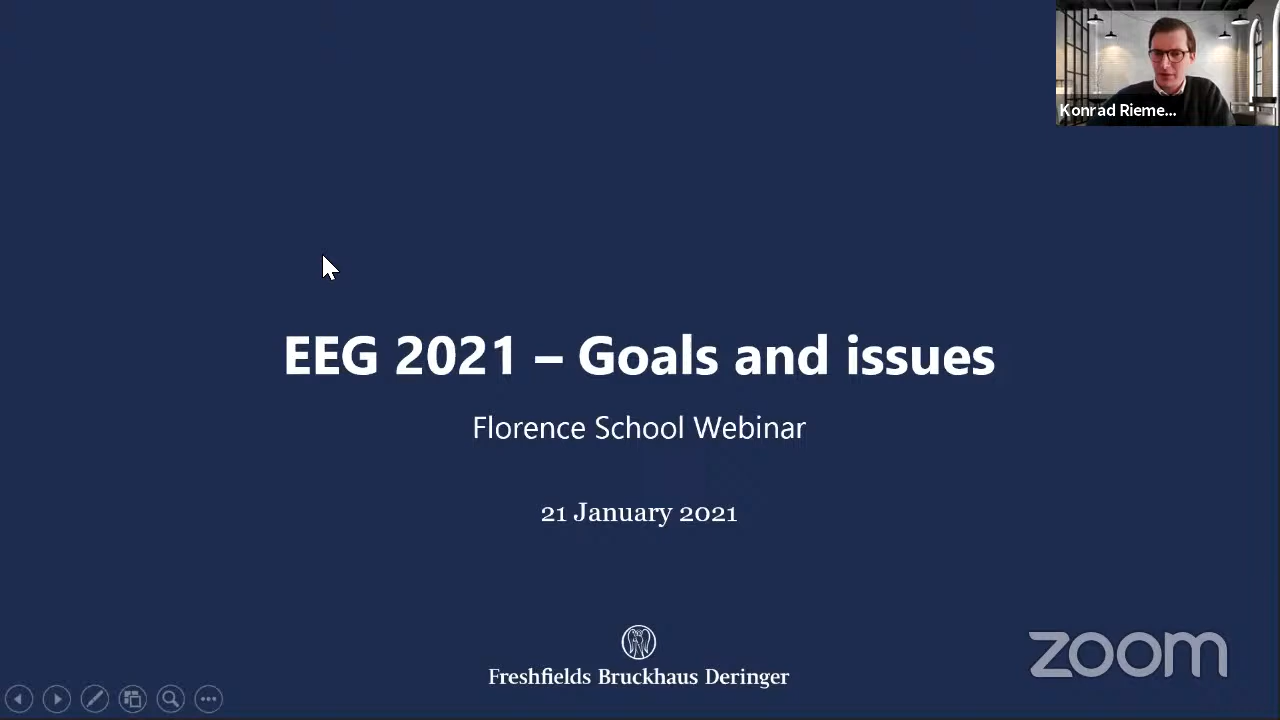 Konrad Rieme...
EEG 2021 – Goals and issues
Florence School Webinar
21 January 2021
Freshfields Bruckhaus Deringer
zoom